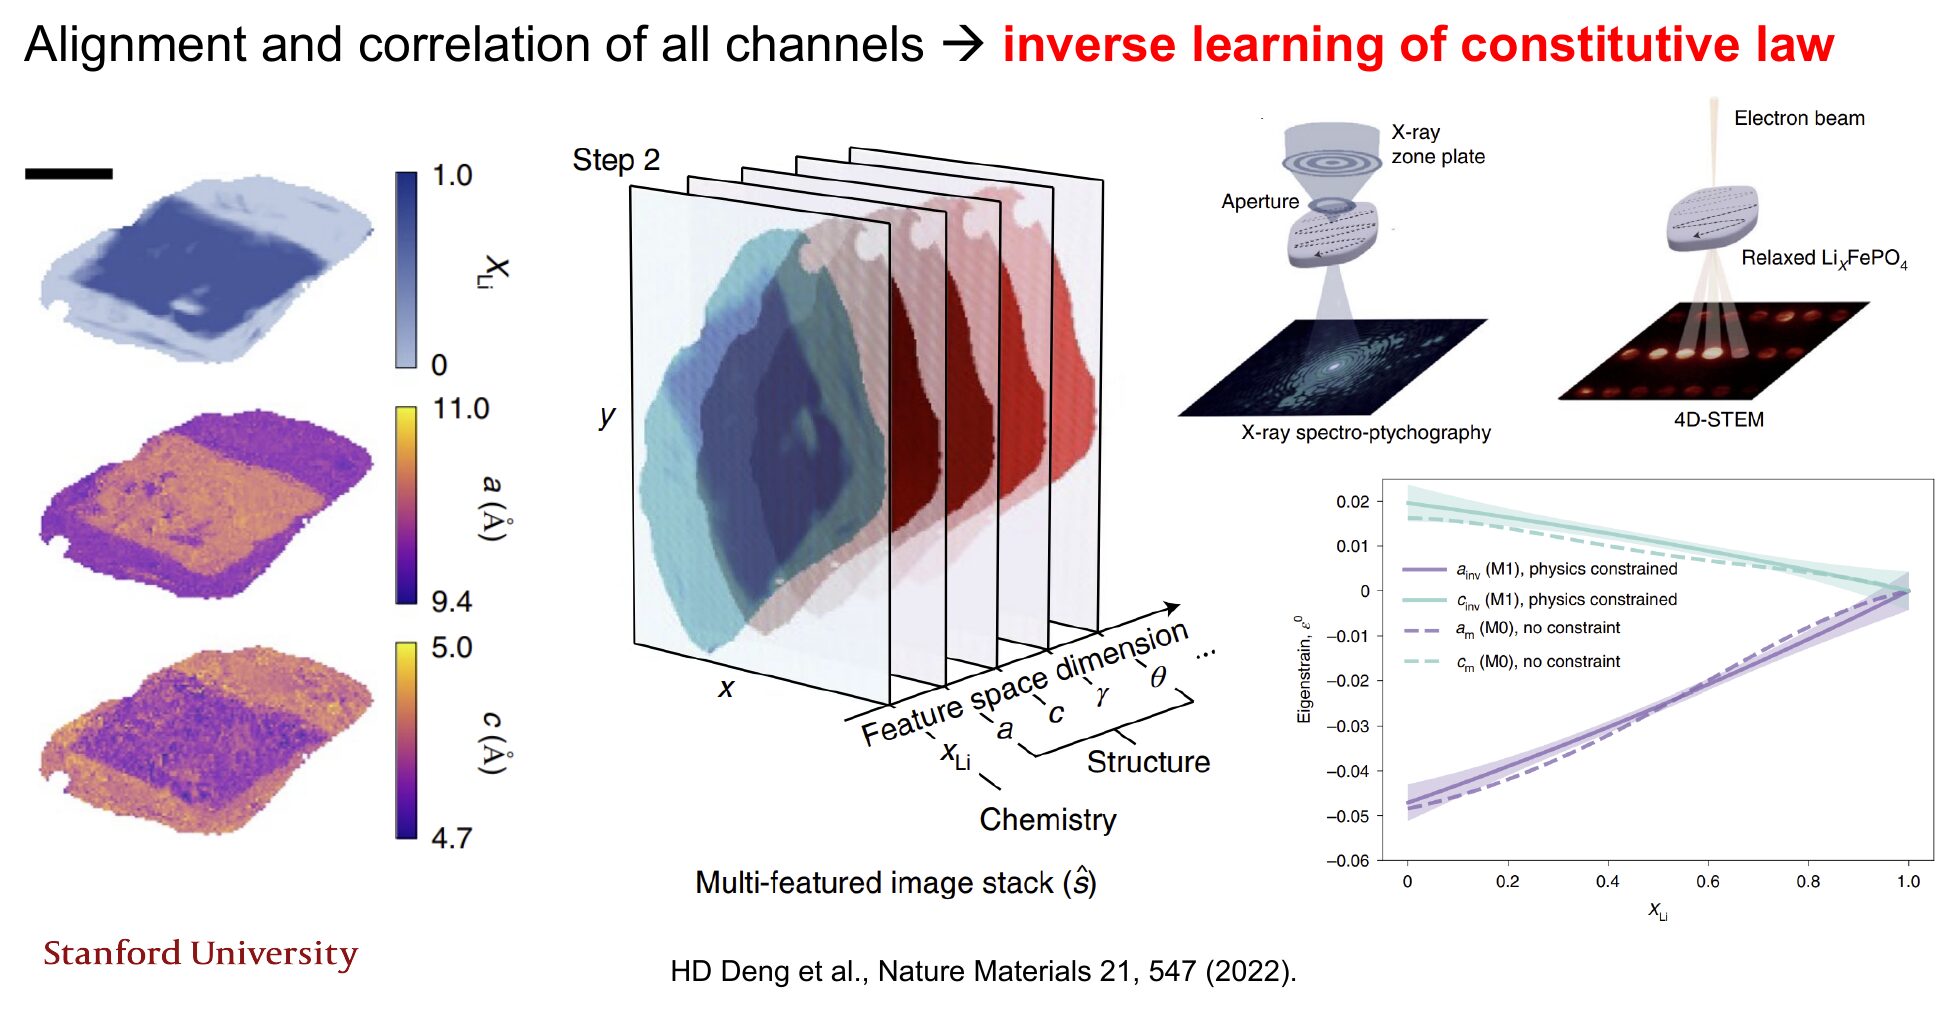 Alignment and correlation of all channels → inverse learning of constitutive law
1.0
X_Li
0
11.0
a (Å)
9.4
5.0
c (Å)
4.7
Step 2
y
x
Feature space dimension
x_Li
a
c
γ
θ
...
Structure
Chemistry
Multi-featured image stack (ŝ)
X-ray
zone plate
Aperture
X-ray spectro-ptychography
Electron beam
Relaxed Li_XFePO_4
4D-STEM
0.02
0.01
0
−0.01
−0.02
−0.03
−0.04
−0.05
−0.06
Eigenstrain, ε^0
a_inv (M1), physics constrained
c_inv (M1), physics constrained
a_m (M0), no constraint
c_m (M0), no constraint
0 0.2 0.4 0.6 0.8 1.0
X_Li
Stanford University
HD Deng et al., Nature Materials 21, 547 (2022).